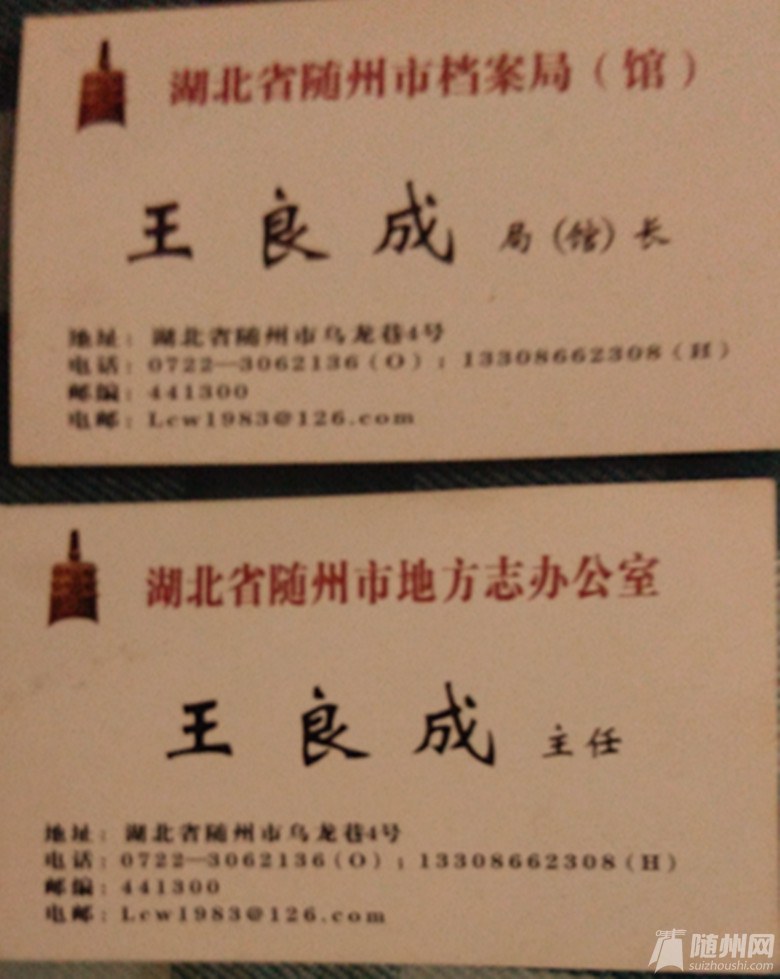 湖北省随州市档案局（馆）
王良成 局（馆）长
地址：湖北省随州市乌龙巷4号
电话：0722—3062136（O）；13308662308（H）
邮编：441300
电邮：Lcw1983@126.com
湖北省随州市地方志办公室
王良成 主任
地址：湖北省随州市乌龙巷4号
电话：0722—3062136（O）；13308662308（H）
邮编：441300
电邮：Lcw1983@126.com
随州网
suizhoushi.com